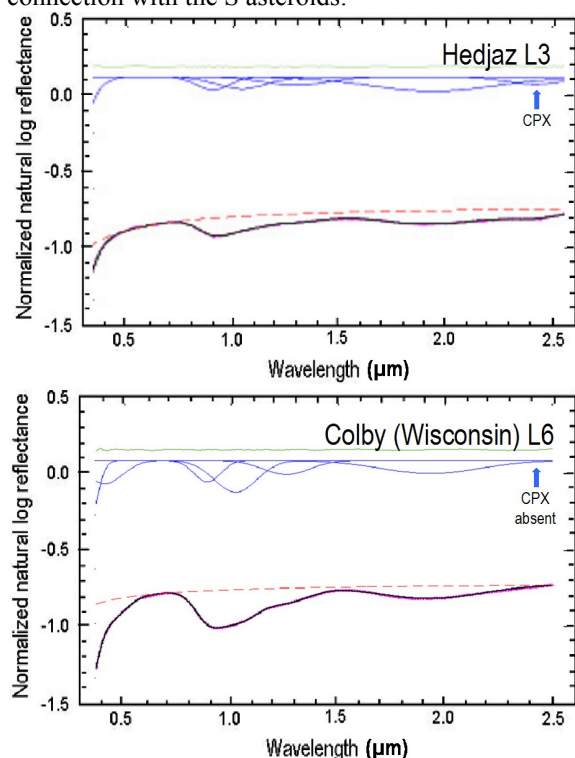 connection with the S asteroids.
0.5
0.0
-0.5
-1.0
-1.5
Normalized natural log reflectance
Hedjaz L3
CPX
0.5 1.0 1.5 2.0 2.5
Wavelength (µm)
0.5
0.0
-0.5
-1.0
-1.5
Normalized natural log reflectance
Colby (Wisconsin) L6
CPX
absent
0.5 1.0 1.5 2.0 2.5
Wavelength (µm)